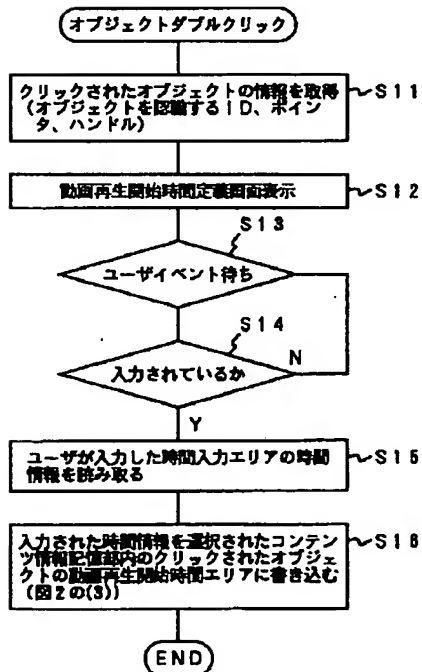 オブジェクトダブルクリック
クリックされたオブジェクトの情報を取得
(オブジェクトを認識するID、ポイン
タ、ハンドル)
S11
動画再生開始時間定義画面表示
S12
S13
ユーザイベント待ち
S14
入力されているか
N
Y
ユーザが入力した時間入力エリアの時間
情報を読み取る
S15
入力された時間情報を選択されたコンテン
ツ情報記憶部内のクリックされたオブジェ
クトの動画再生開始時間エリアに書き込む
(図2の(3))
S16
END